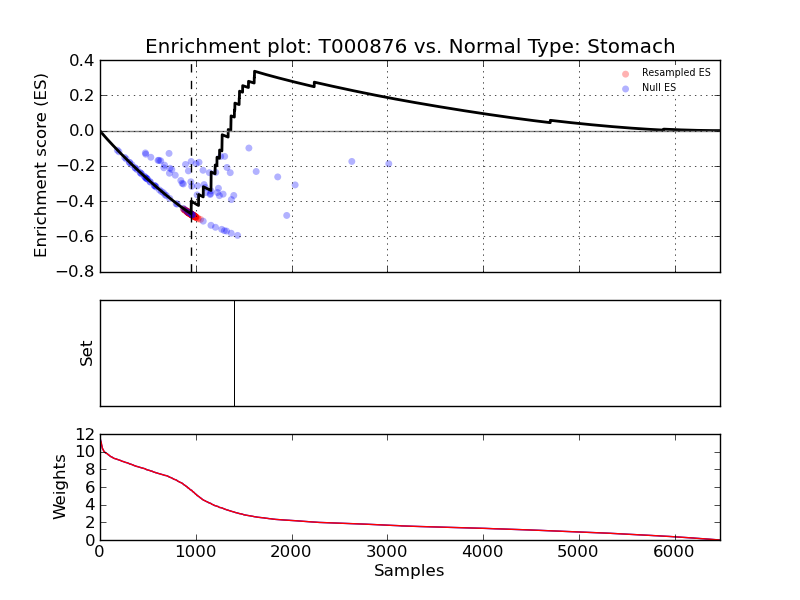 Enrichment plot: T000876 vs. Normal Type: Stomach
Enrichment score (ES)
0.4
0.2
0.0
−0.2
−0.4
−0.6
−0.8
Resampled ES
Null ES
Set
Weights
12
10
8
6
4
2
0
0 1000 2000 3000 4000 5000 6000
Samples